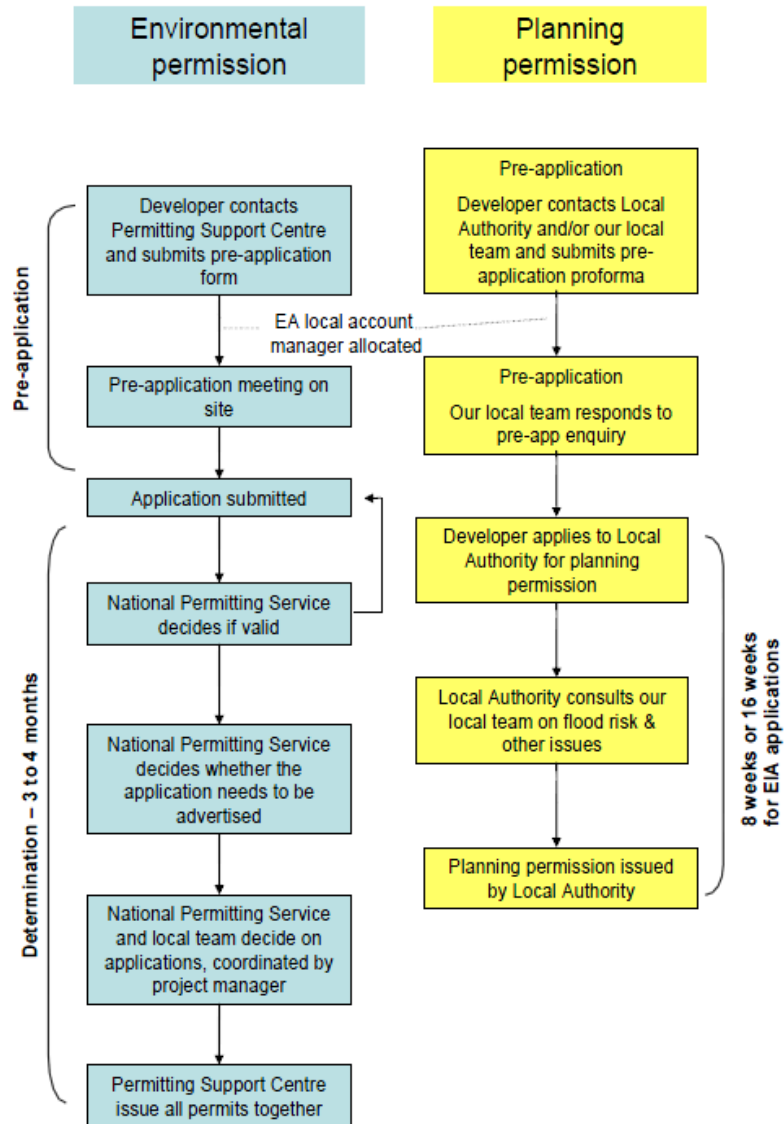 Environmental
permission
Planning
permission
Pre-application
Developer contacts
Permitting Support Centre
and submits pre-application
form
EA local account
manager allocated
Pre-application meeting on
site
Application submitted
Determination – 3 to 4 months
National Permitting Service
decides if valid
National Permitting Service
decides whether the
application needs to be
advertised
National Permitting Service
and local team decide on
applications, coordinated by
project manager
Permitting Support Centre
issue all permits together
Pre-application
Developer contacts Local
Authority and/or our local
team and submits pre-
application proforma
Pre-application
Our local team responds to
pre-app enquiry
Developer applies to Local
Authority for planning
permission
Local Authority consults our
local team on flood risk &
other issues
Planning permission issued
by Local Authority
8 weeks or 16 weeks
for EIA applications